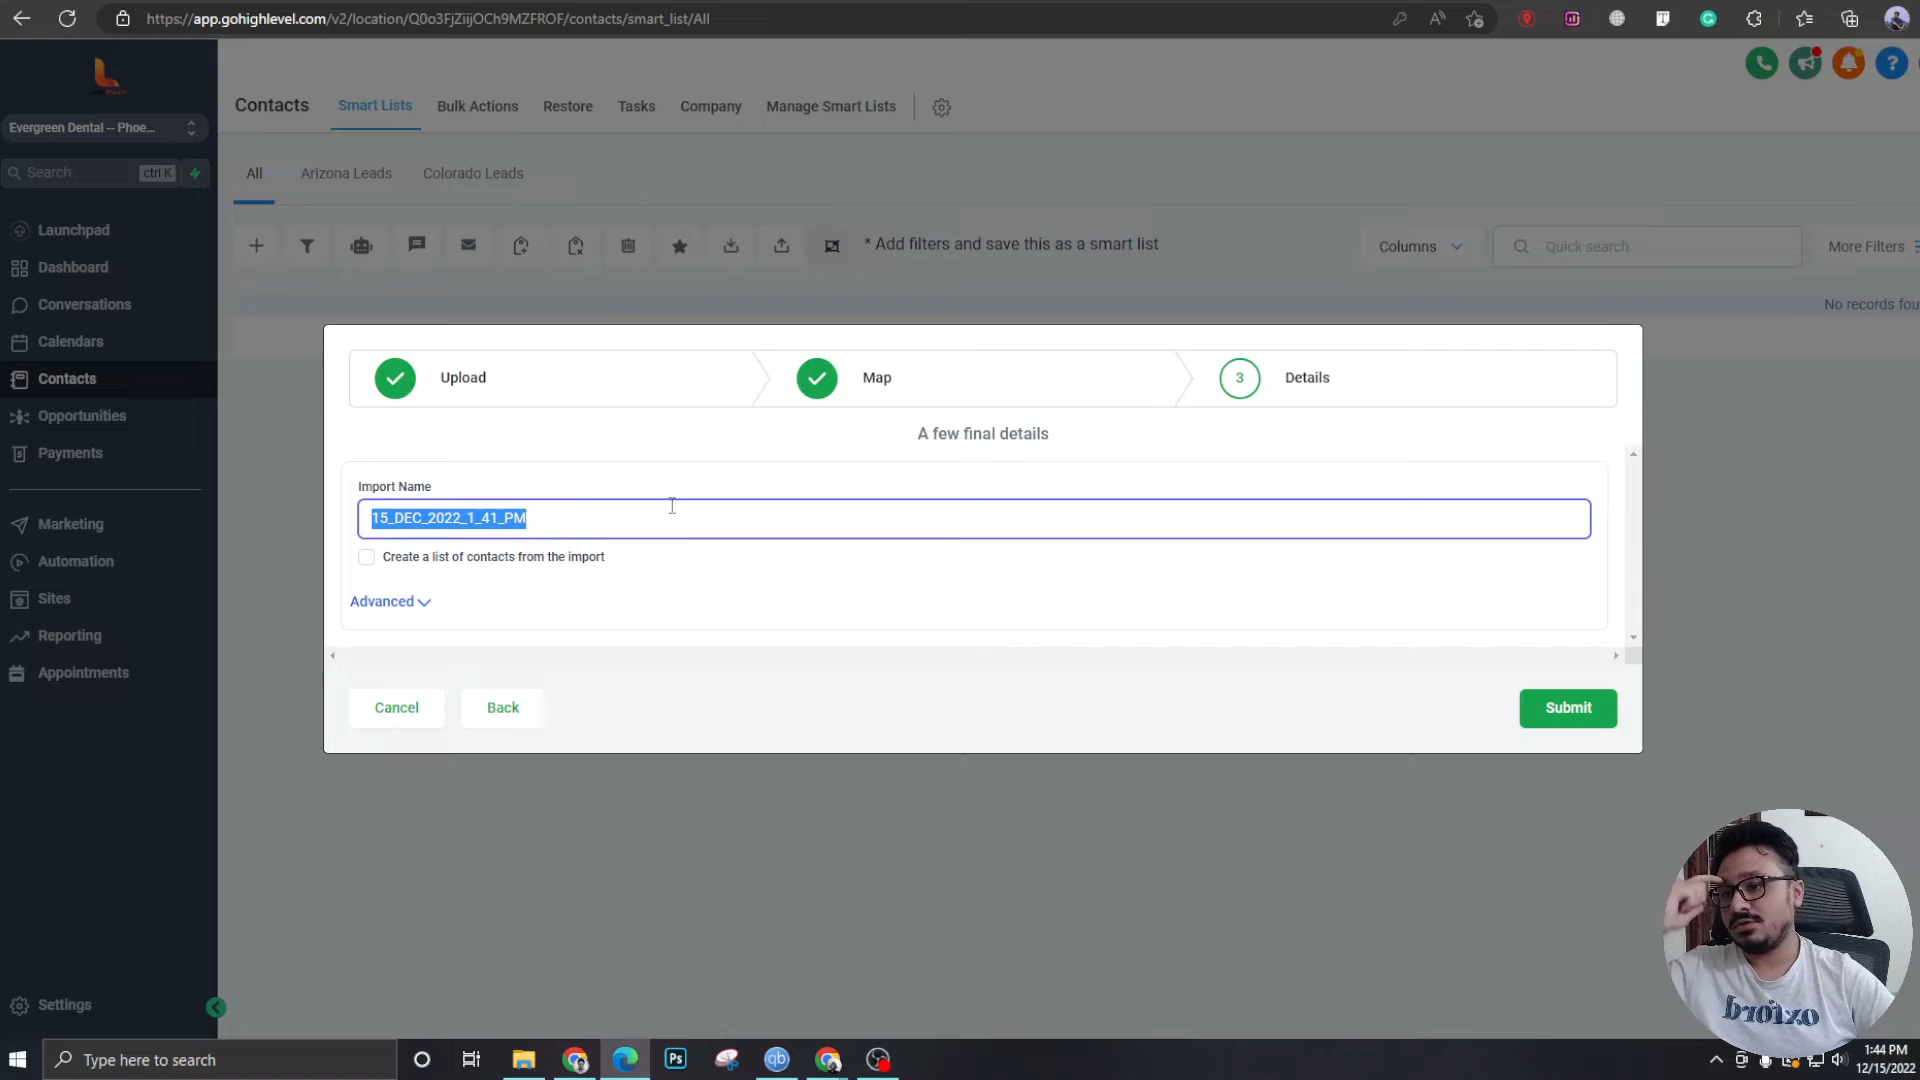 https://app.gohighlevel.com/v2/location/Q0o3FjZiijOCh9MZFROF/contacts/smart_list/All
Evergreen Dental -- Phoe...
Search
ctrl K
Launchpad
Dashboard
Conversations
Calendars
Contacts
Opportunities
Payments
Marketing
Automation
Sites
Reporting
Appointments
Settings
Contacts
Smart Lists
Bulk Actions
Restore
Tasks
Company
Manage Smart Lists
All
Arizona Leads
Colorado Leads
* Add filters and save this as a smart list
Columns
Quick search
More Filters
No records fou
Upload
Map
3
Details
A few final details
Import Name
15_DEC_2022_1_41_PM
Create a list of contacts from the import
Advanced
Cancel
Back
Submit
oxford
Type here to search
Ps
qb
1:44 PM
12/15/2022